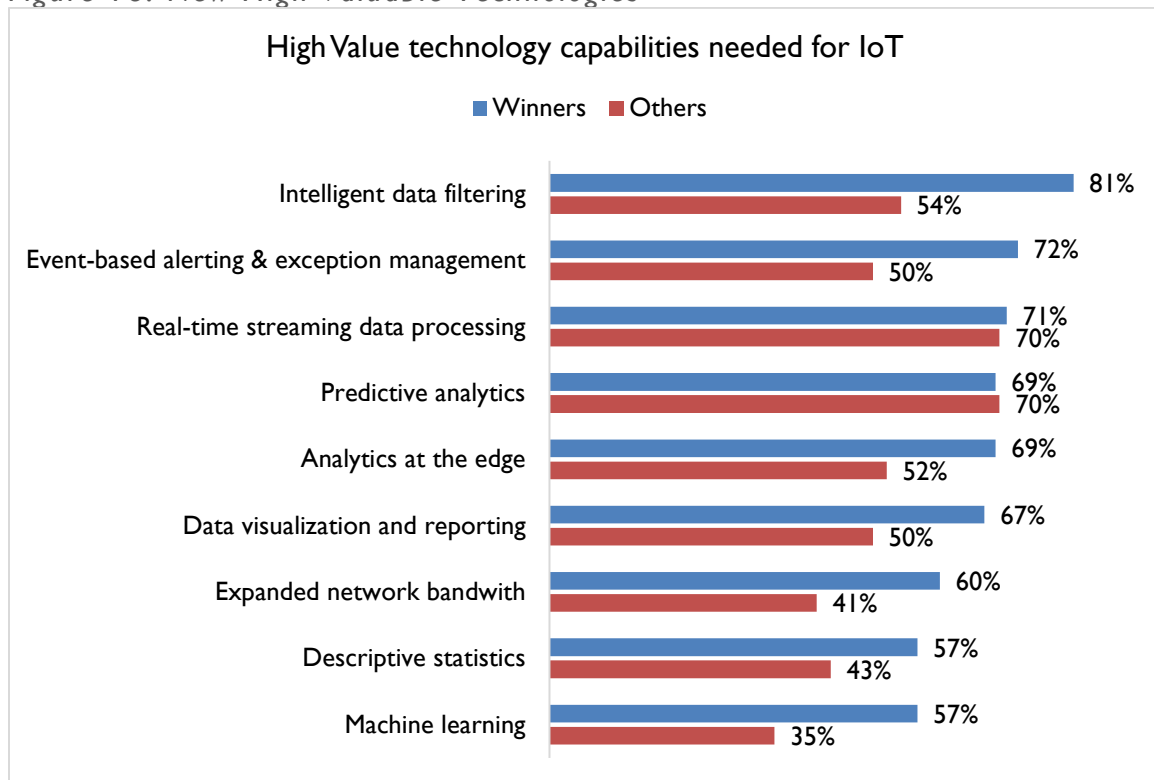 High Value technology capabilities needed for IoT
Winners Others
Intelligent data filtering 81% 54%
Event-based alerting & exception management 72% 50%
Real-time streaming data processing 71% 70%
Predictive analytics 69% 70%
Analytics at the edge 69% 52%
Data visualization and reporting 67% 50%
Expanded network bandwith 60% 41%
Descriptive statistics 57% 43%
Machine learning 57% 35%